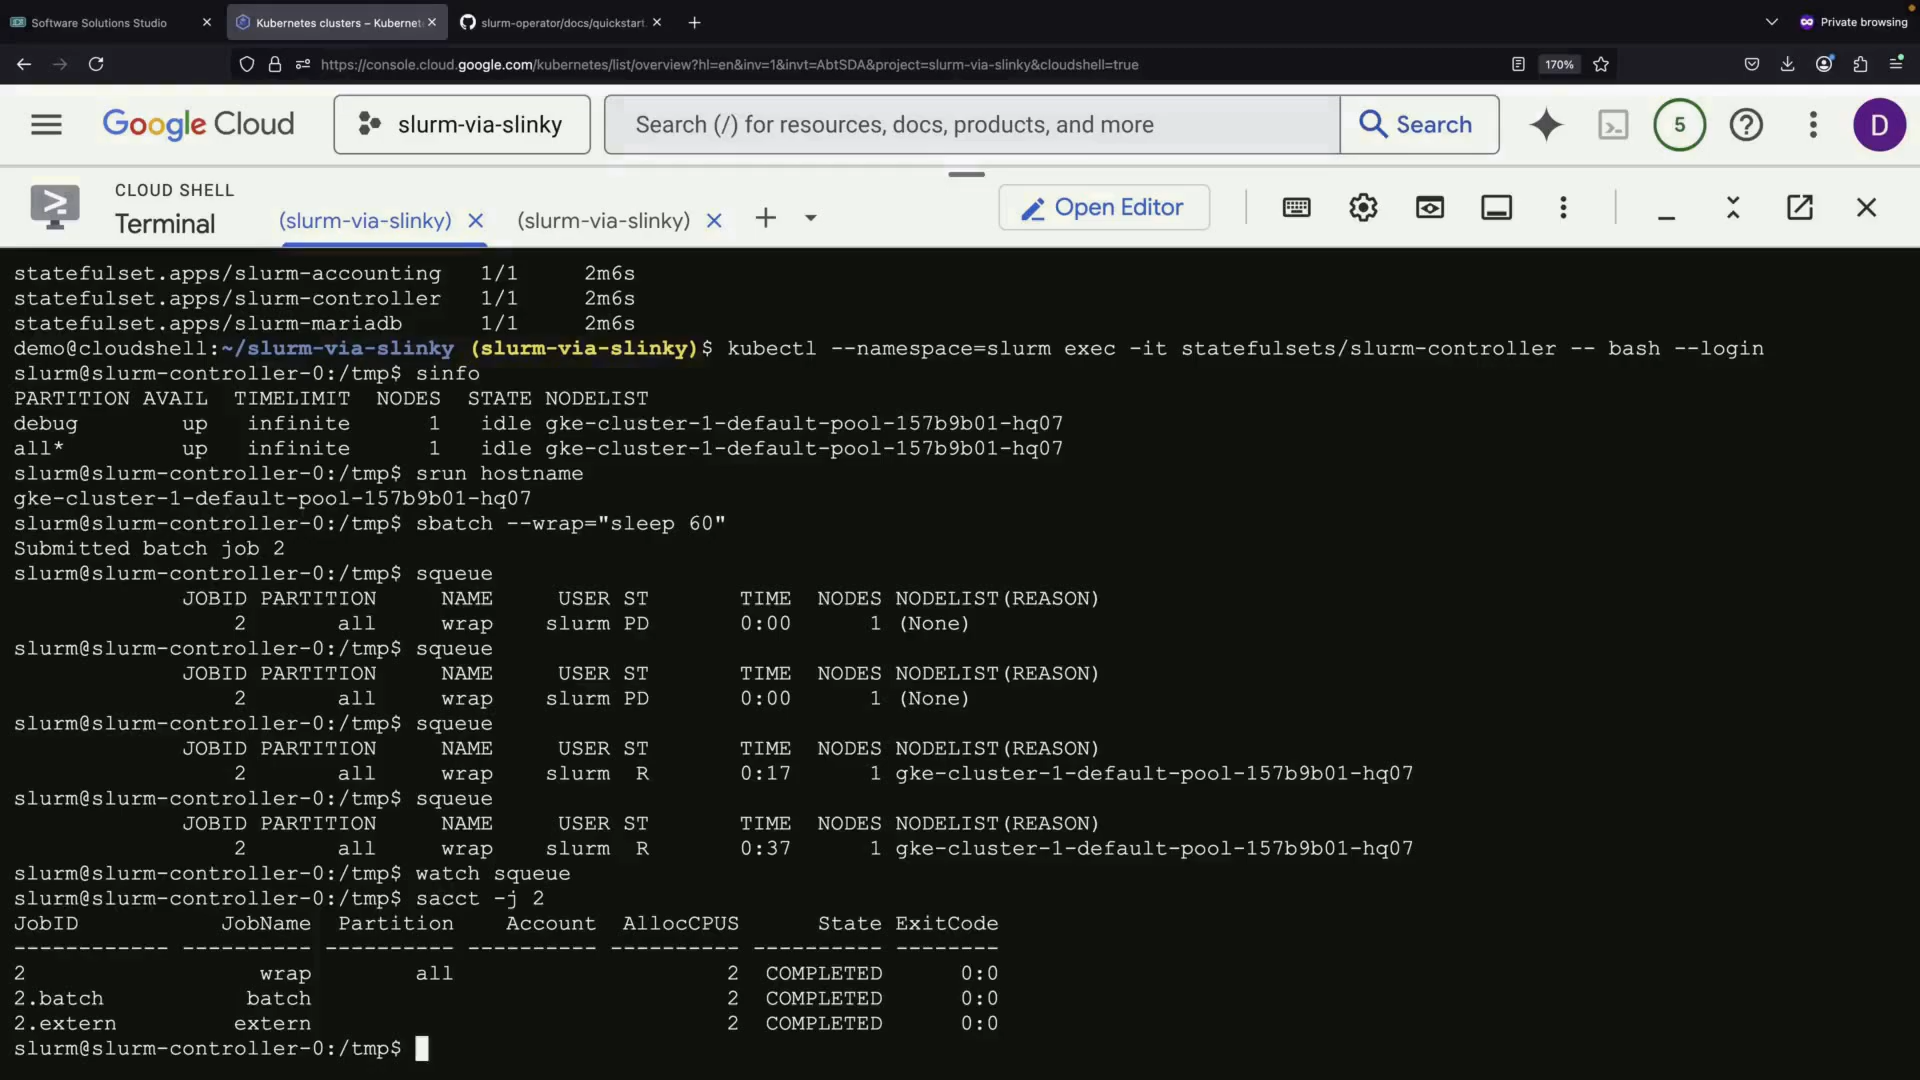 Software Solutions Studio
Kubernetes clusters – Kubernet
slurm-operator/docs/quickstart.
Private browsing
https://console.cloud.google.com/kubernetes/list/overview?hl=en&inv=1&invt=AbtSDA&project=slurm-via-slinky&cloudshell=true
170%
Google Cloud
slurm-via-slinky
Search (/) for resources, docs, products, and more
Search
5
D
CLOUD SHELL
Terminal
(slurm-via-slinky)
(slurm-via-slinky)
Open Editor
statefulset.apps/slurm-accounting 1/1 2m6s
statefulset.apps/slurm-controller 1/1 2m6s
statefulset.apps/slurm-mariadb 1/1 2m6s
demo@cloudshell:~/slurm-via-slinky (slurm-via-slinky)$ kubectl --namespace=slurm exec -it statefulsets/slurm-controller -- bash --login
slurm@slurm-controller-0:/tmp$ sinfo
PARTITION AVAIL TIMELIMIT NODES STATE NODELIST
debug up infinite 1 idle gke-cluster-1-default-pool-157b9b01-hq07
all* up infinite 1 idle gke-cluster-1-default-pool-157b9b01-hq07
slurm@slurm-controller-0:/tmp$ srun hostname
gke-cluster-1-default-pool-157b9b01-hq07
slurm@slurm-controller-0:/tmp$ sbatch --wrap="sleep 60"
Submitted batch job 2
slurm@slurm-controller-0:/tmp$ squeue
JOBID PARTITION NAME USER ST TIME NODES NODELIST(REASON)
2 all wrap slurm PD 0:00 1 (None)
slurm@slurm-controller-0:/tmp$ squeue
JOBID PARTITION NAME USER ST TIME NODES NODELIST(REASON)
2 all wrap slurm PD 0:00 1 (None)
slurm@slurm-controller-0:/tmp$ squeue
JOBID PARTITION NAME USER ST TIME NODES NODELIST(REASON)
2 all wrap slurm R 0:17 1 gke-cluster-1-default-pool-157b9b01-hq07
slurm@slurm-controller-0:/tmp$ squeue
JOBID PARTITION NAME USER ST TIME NODES NODELIST(REASON)
2 all wrap slurm R 0:37 1 gke-cluster-1-default-pool-157b9b01-hq07
slurm@slurm-controller-0:/tmp$ watch squeue
slurm@slurm-controller-0:/tmp$ sacct -j 2
JobID JobName Partition Account AllocCPUS State ExitCode
------------ ---------- ---------- ---------- ---------- ---------- --------
2 wrap all 2 COMPLETED 0:0
2.batch batch 2 COMPLETED 0:0
2.extern extern 2 COMPLETED 0:0
slurm@slurm-controller-0:/tmp$